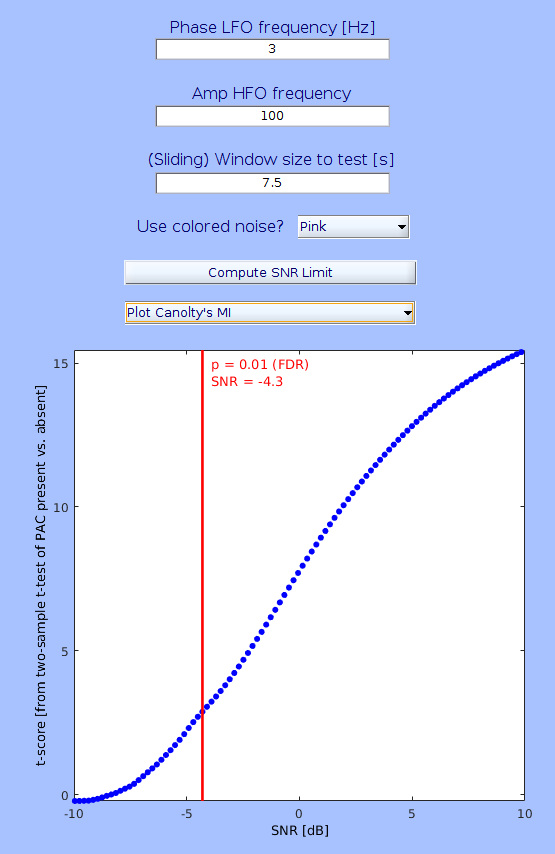 Phase LFO frequency [Hz]
3
Amp HFO frequency
100
(Sliding) Window size to test [s]
7.5
Use colored noise? Pink
Compute SNR Limit
Plot Canolty's MI
p = 0.01 (FDR)
SNR = -4.3
t-score [from two-sample t-test of PAC present vs. absent]
15
10
5
0
-10 -5 0 5 10
SNR [dB]